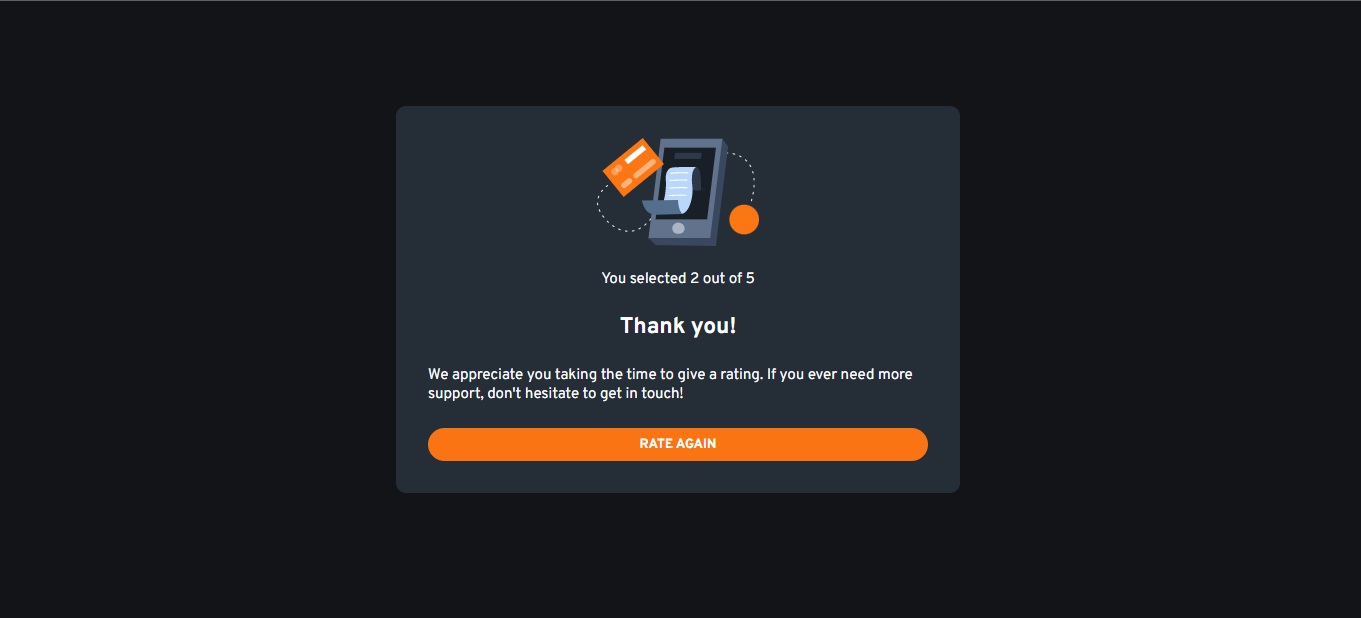 You selected 2 out of 5
Thank you!
We appreciate you taking the time to give a rating. If you ever need more
support, don't hesitate to get in touch!
RATE AGAIN